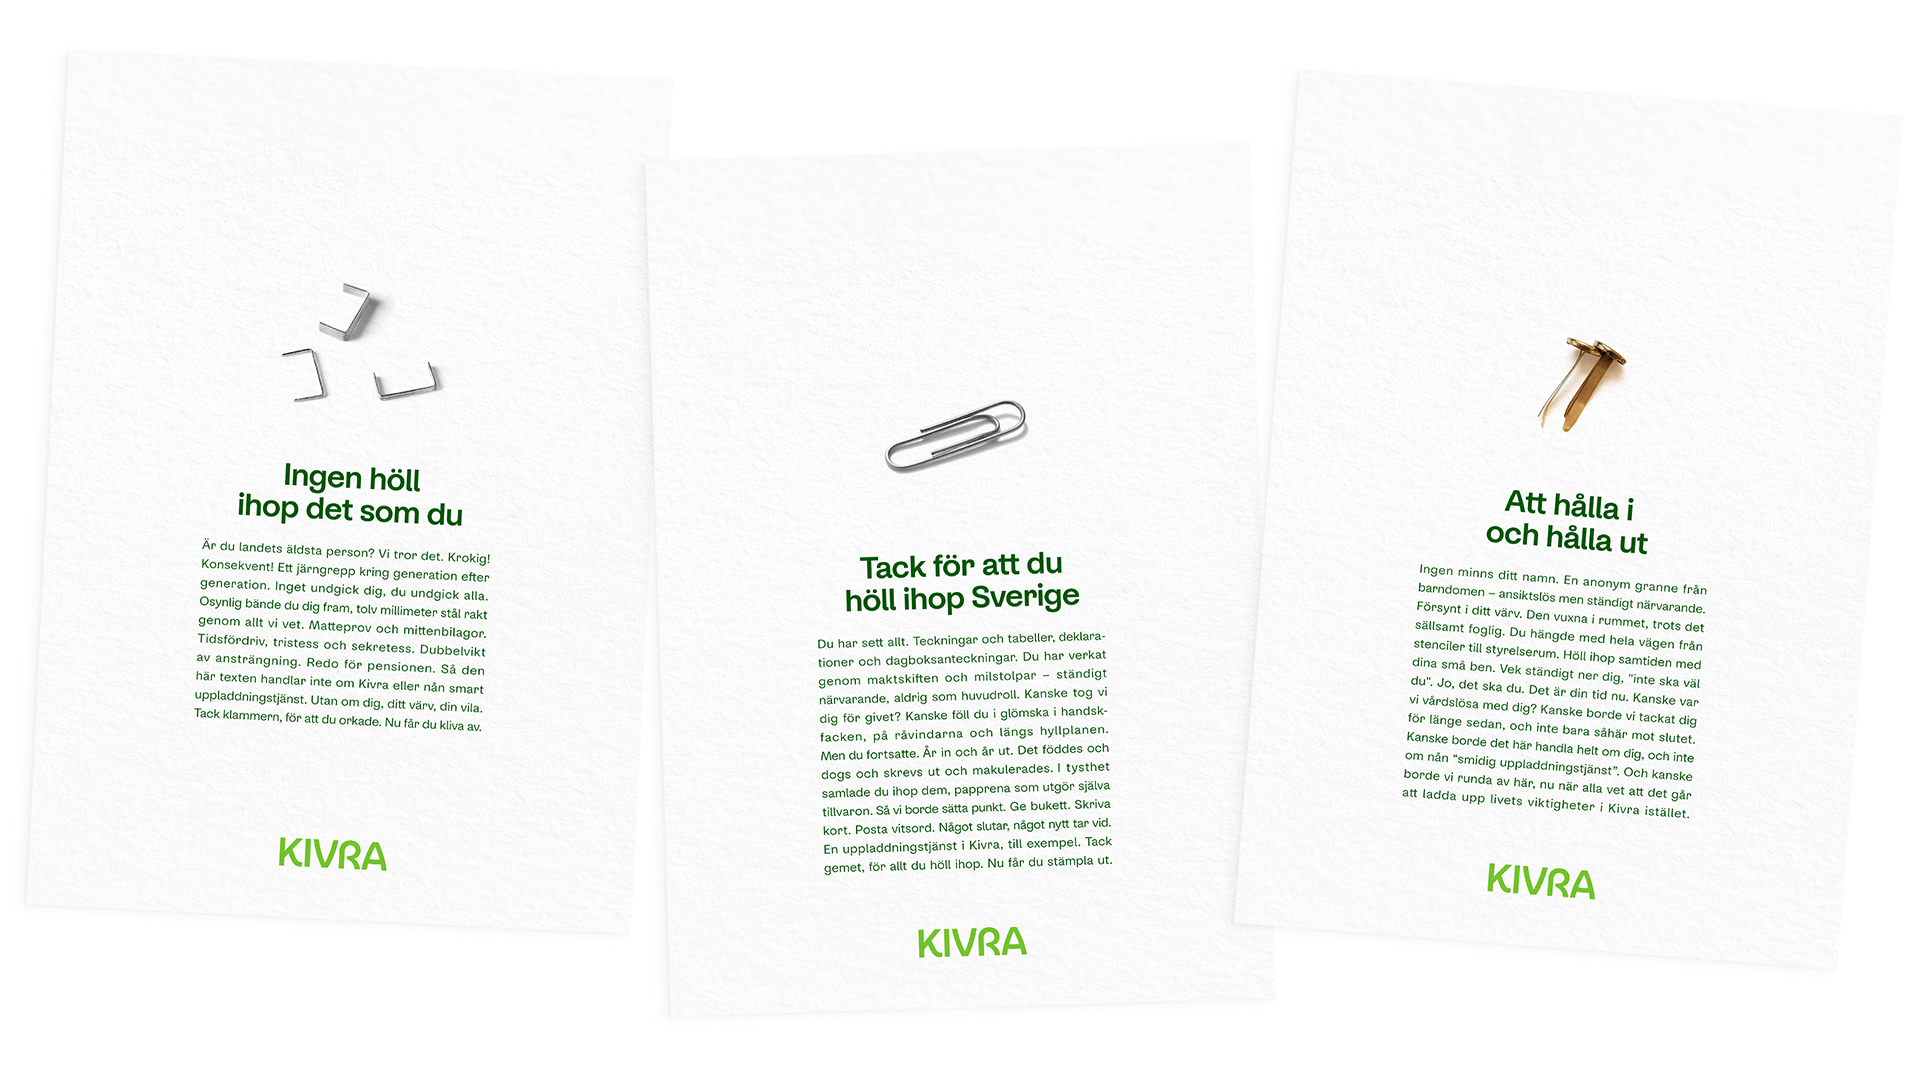 Ingen höll
ihop det som du
Är du landets äldsta person? Vi tror det. Krokig!
Konsekvent! Ett järngrepp kring generation efter
generation. Inget undgick dig, du undgick alla.
Osynlig bände du dig fram, tolv millimeter stål rakt
genom allt vi vet. Matteprov och mittenbilagor.
Tidsfördriv, tristess och sekretess. Dubbelvikt
av ansträngning. Redo för pensionen. Så den
här texten handlar inte om Kivra eller nån smart
uppladdningstjänst. Utan om dig, ditt värv, din vila.
Tack klammern, för att du orkade. Nu får du kliva av.
KIVRA
Tack för att du
höll ihop Sverige
Du har sett allt. Teckningar och tabeller, deklara-
tioner och dagboksanteckningar. Du har verkat
genom maktskiften och milstolpar – ständigt
närvarande, aldrig som huvudroll. Kanske tog vi
dig för givet? Kanske föll du i glömska i handsk-
facken, på råvindarna och längs hyllplanen.
Men du fortsatte. År in och år ut. Det föddes och
dogs och skrevs ut och makulerades. I tysthet
samlade du ihop dem, papprena som utgör själva
tillvaron. Så vi borde sätta punkt. Ge bukett. Skriva
kort. Posta vitsord. Något slutar, något nytt tar vid.
En uppladdningstjänst i Kivra, till exempel. Tack
gemet, för allt du höll ihop. Nu får du stämpla ut.
KIVRA
Att hålla i
och hålla ut
Ingen minns ditt namn. En anonym granne från
barndomen – ansiktslös men ständigt närvarande.
Försynt i ditt värv. Den vuxna i rummet, trots det
sällsamt foglig. Du hängde med hela vägen från
stenciler till styrelserum. Höll ihop samtiden med
dina små ben. Vek ständigt ner dig, "inte ska väl
du". Jo, det ska du. Det är din tid nu. Kanske var
vi vårdslösa med dig? Kanske borde vi tackat dig
för länge sedan, och inte bara såhär mot slutet.
Kanske borde det här handla helt om dig, och inte
om nån "smidig uppladdningstjänst". Och kanske
borde vi runda av här, nu när alla vet att det går
att ladda upp livets viktigheter i Kivra istället.
KIVRA